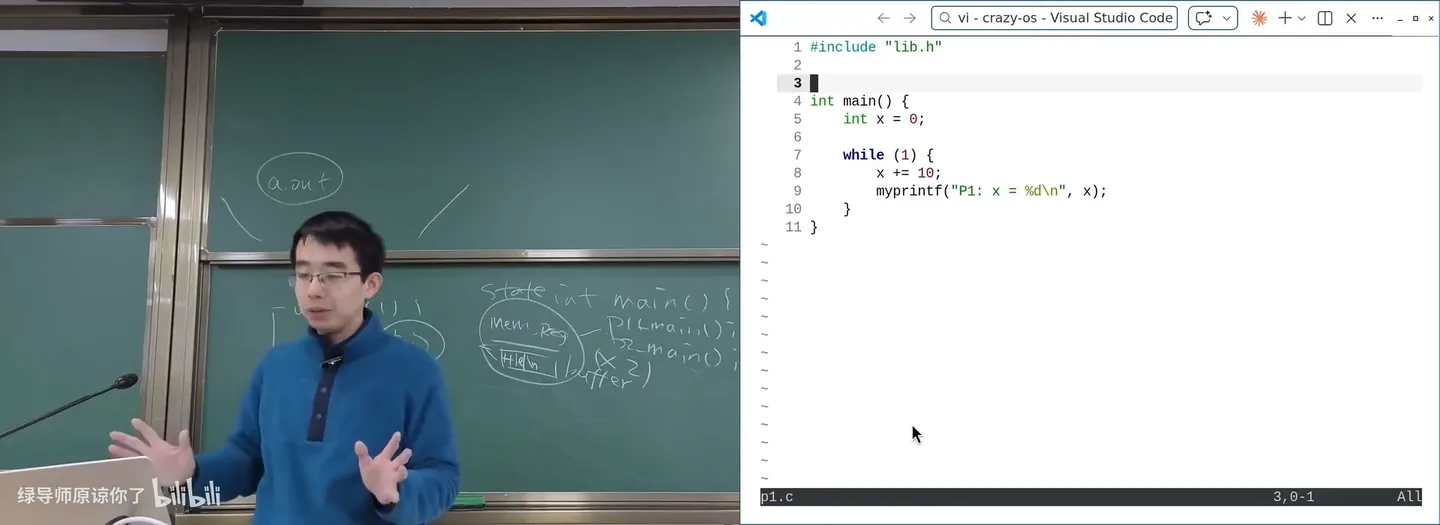 a.out
State int main() {
Mem Reg
P1_main();
P2_main();
(x 2)
(buffer)
绿导师原谅你了 bilibili
vi - crazy-os - Visual Studio Code
1 #include "lib.h"
2
3
4 int main() {
5     int x = 0;
6
7     while (1) {
8         x += 10;
9         myprintf("P1: x = %d\n", x);
10     }
11 }
~
~
~
~
~
~
~
~
~
~
~
~
~
~
p1.c 3,0-1 All